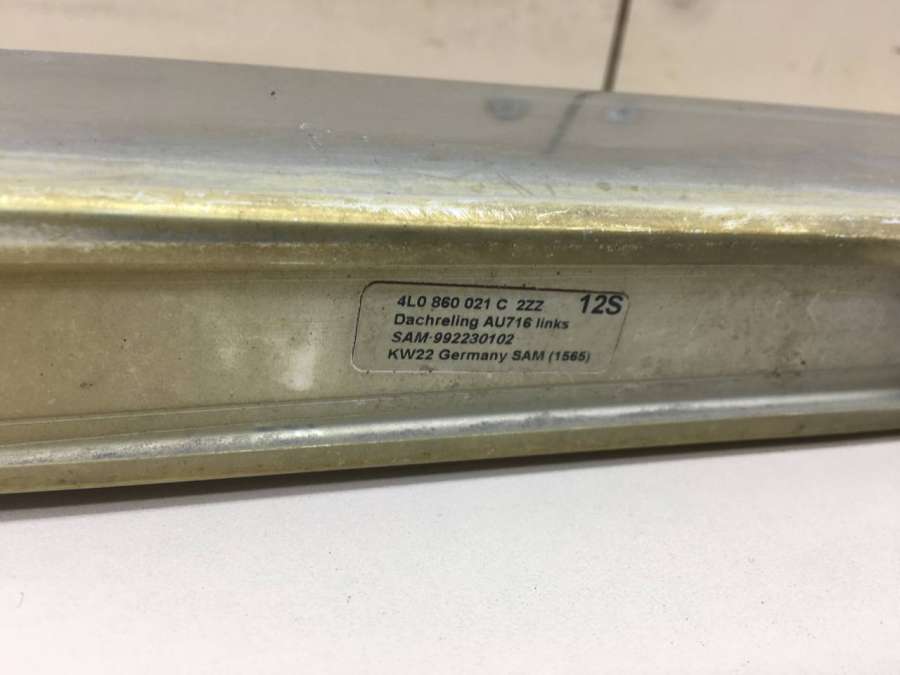 4L0 860 021 C 2ZZ 12S
Dachreling AU716 links
SAM-992230102
KW22 Germany SAM (1565)